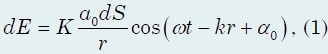 dE = K a₀dS/r cos(ωt − kr + α₀), (1)